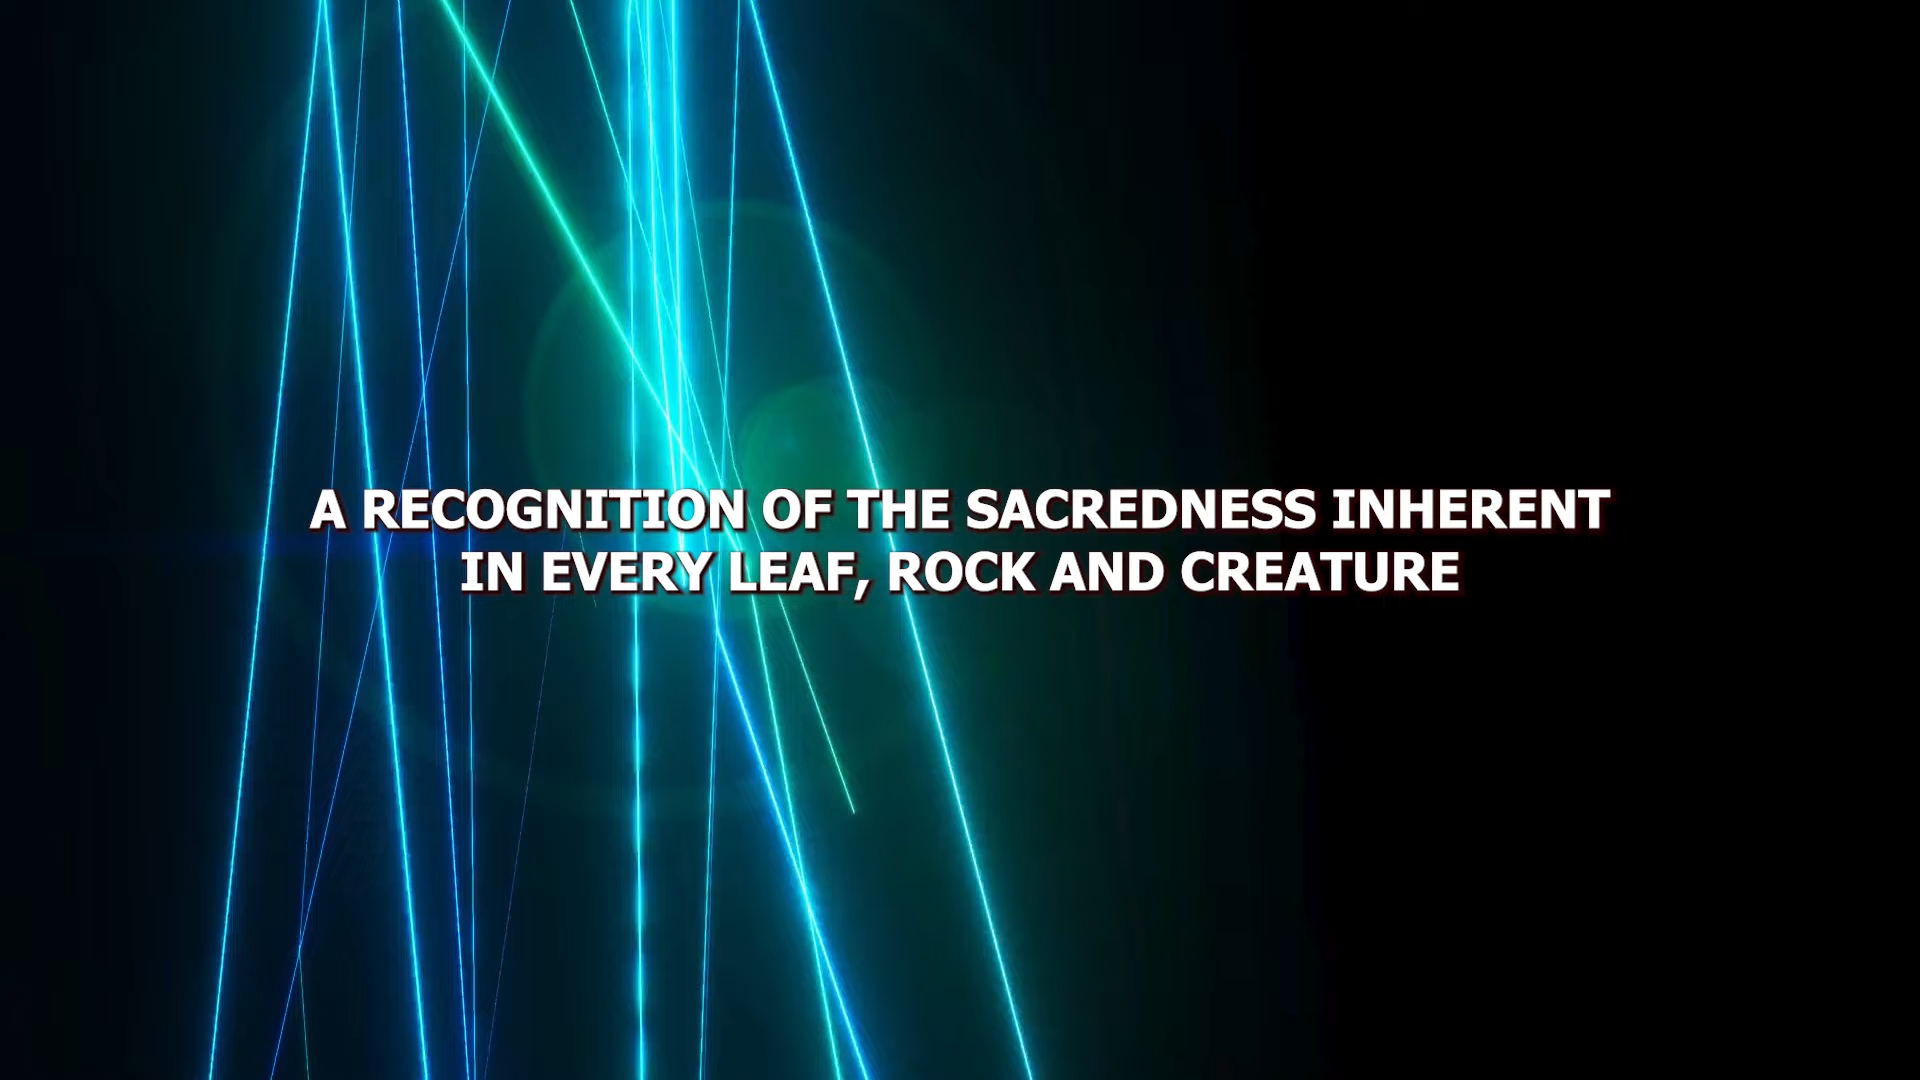 A RECOGNITION OF THE SACREDNESS INHERENT
IN EVERY LEAF, ROCK AND CREATURE